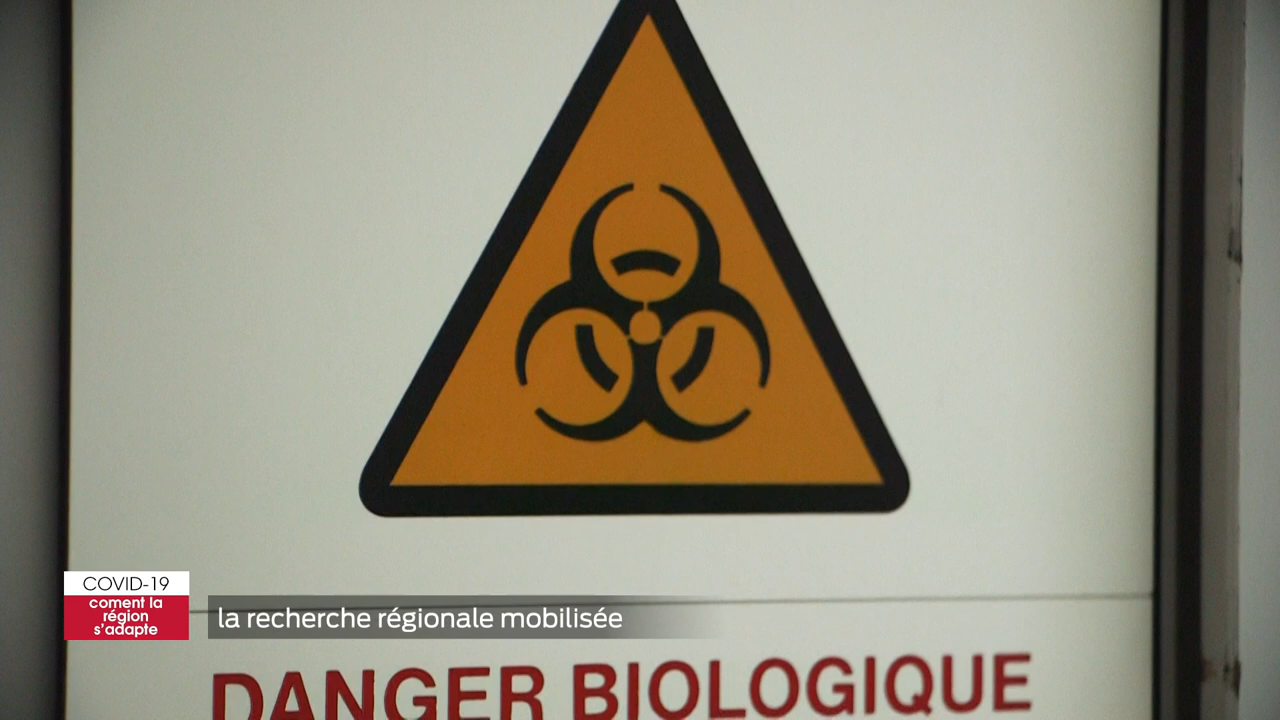 COVID-19
coment la
région
s'adapte
la recherche régionale mobilisée
DANGER BIOLOGIQUE